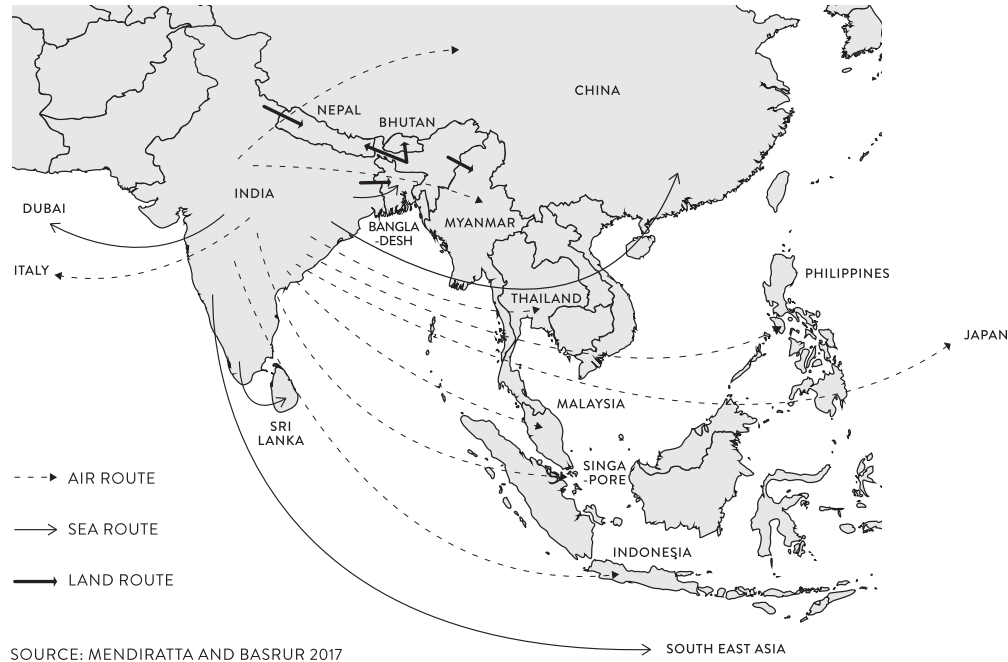 CHINA
NEPAL
BHUTAN
INDIA
DUBAI
BANGLA
-DESH
MYANMAR
ITALY
THAILAND
PHILIPPINES
JAPAN
MALAYSIA
SRI
LANKA
SINGA
-PORE
AIR ROUTE
SEA ROUTE
INDONESIA
LAND ROUTE
SOUTH EAST ASIA
SOURCE: MENDIRATTA AND BASRUR 2017